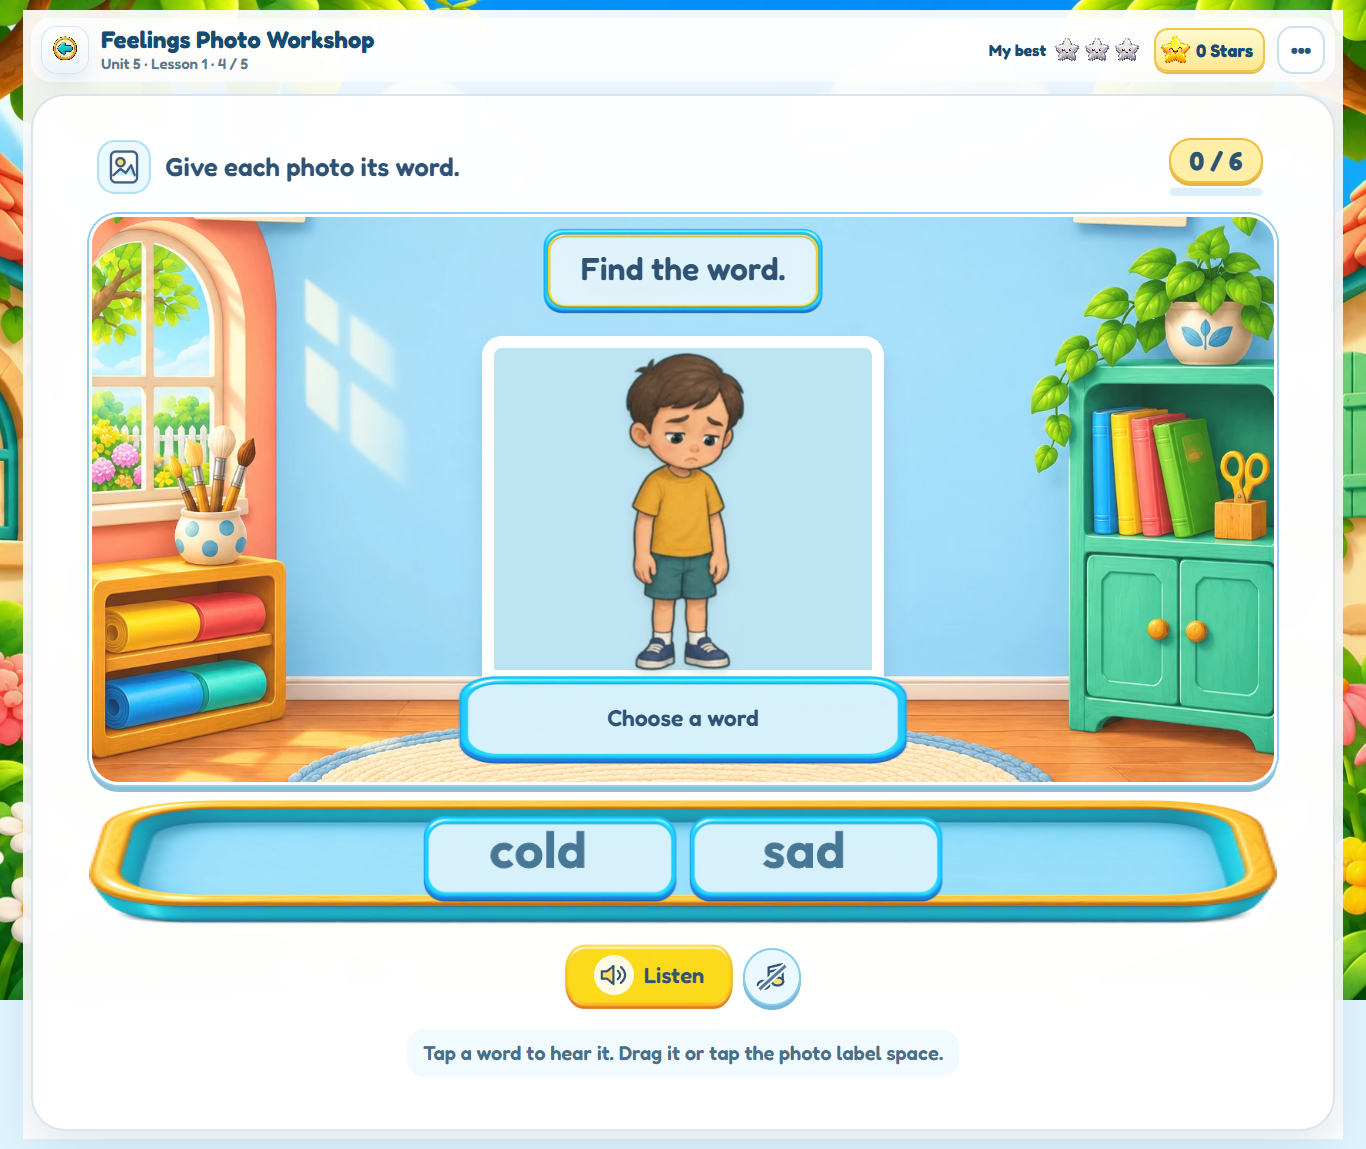 Feelings Photo Workshop
Unit 5 · Lesson 1 · 4 / 5
My best
0 Stars
Give each photo its word.
0 / 6
Find the word.
Choose a word
cold
sad
Listen
Tap a word to hear it. Drag it or tap the photo label space.